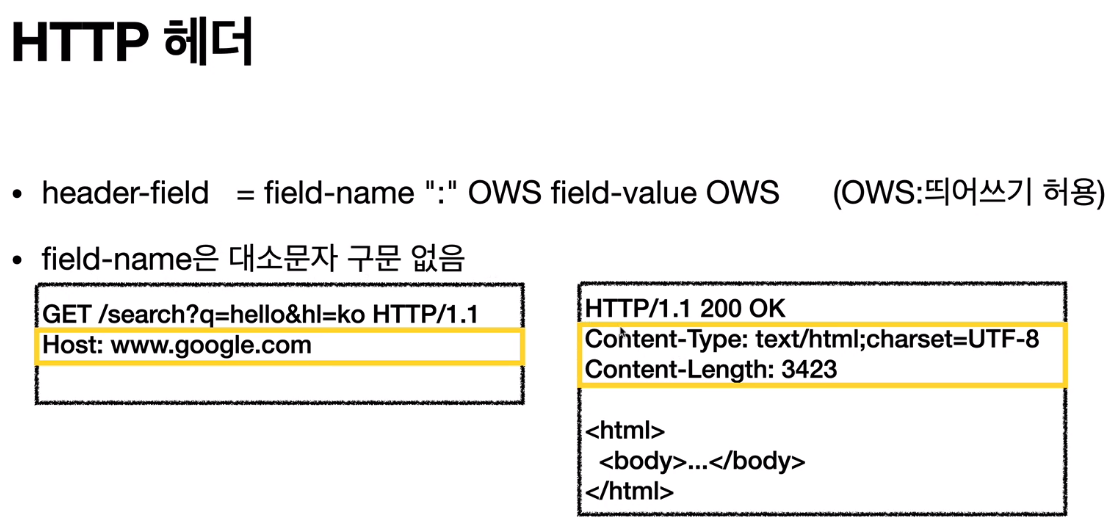 HTTP 헤더
• header-field = field-name ":" OWS field-value OWS (OWS:띄어쓰기 허용)
• field-name은 대소문자 구문 없음
GET /search?q=hello&hl=ko HTTP/1.1
Host: www.google.com
HTTP/1.1 200 OK
Content-Type: text/html;charset=UTF-8
Content-Length: 3423
<html>
<body>...</body>
</html>